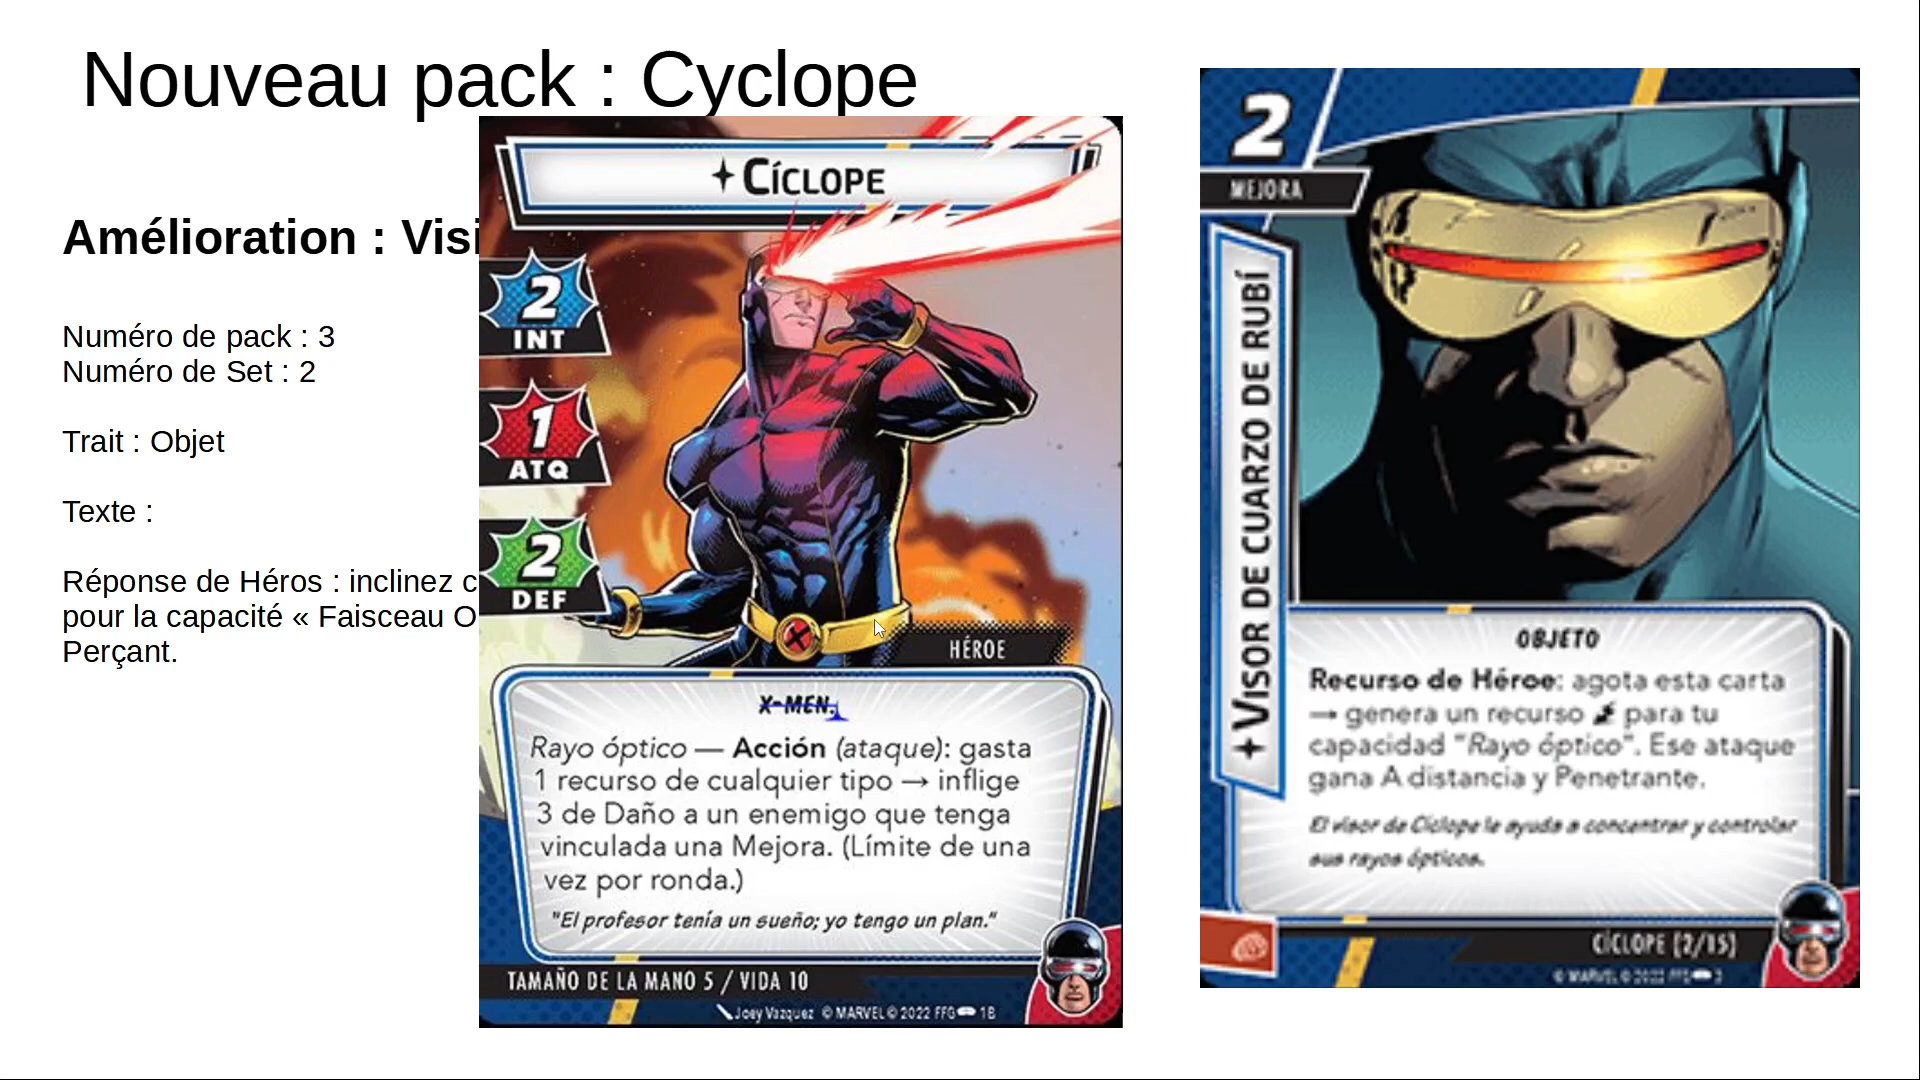 Nouveau pack : Cyclope
Amélioration : Visi
Numéro de pack : 3
Numéro de Set : 2
Trait : Objet
Texte :
Réponse de Héros : inclinez c
pour la capacité « Faisceau O
Perçant.
CÍCLOPE
2
INT
1
ATQ
2
DEF
HÉROE
X-MEN.
Rayo óptico — Acción (ataque): gasta
1 recurso de cualquier tipo → inflige
3 de Daño a un enemigo que tenga
vinculada una Mejora. (Límite de una
vez por ronda.)
"El profesor tenía un sueño; yo tengo un plan."
TAMAÑO DE LA MANO 5 / VIDA 10
Joey Vazquez © MARVEL © 2022 FFG 1B
2
MEJORA
VISOR DE CUARZO DE RUBÍ
OBJETO
Recurso de Héroe: agota esta carta
→ genera un recurso para tu
capacidad "Rayo óptico". Ese ataque
gana A distancia y Penetrante.
El visor de Cíclope le ayuda a concentrar y controlar
sus rayos ópticos.
CÍCLOPE (2/15)
© MARVEL © 2022 FFG 3